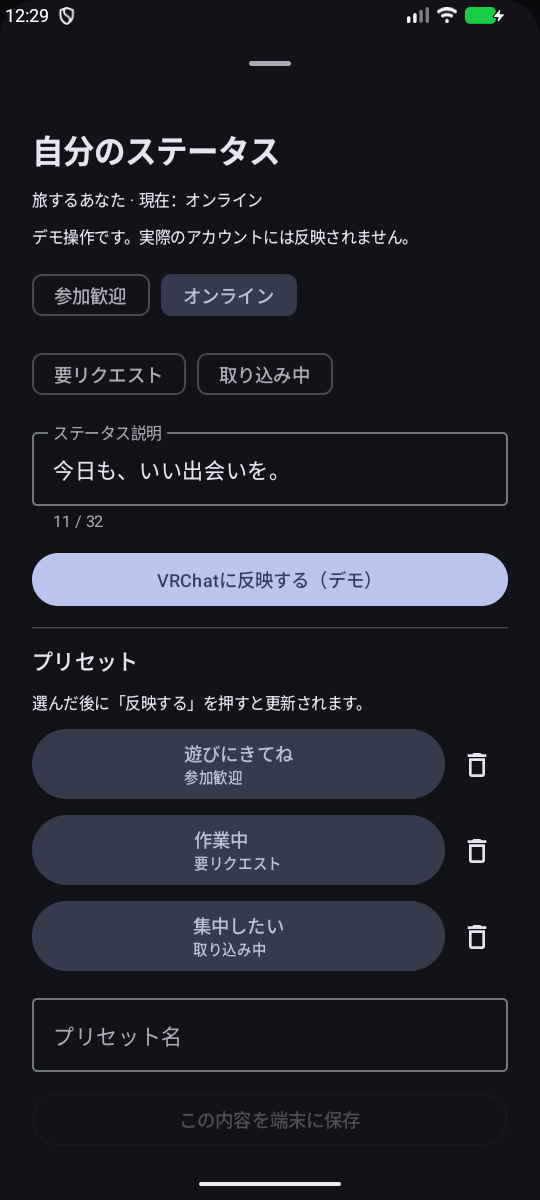 12:29
自分のステータス
旅するあなた · 現在: オンライン
デモ操作です。実際のアカウントには反映されません。
参加歓迎
オンライン
要リクエスト
取り込み中
ステータス説明
今日も、いい出会いを。
11 / 32
VRChatに反映する（デモ）
プリセット
選んだ後に「反映する」を押すと更新されます。
遊びにきてね
参加歓迎
作業中
要リクエスト
集中したい
取り込み中
プリセット名
この内容を端末に保存